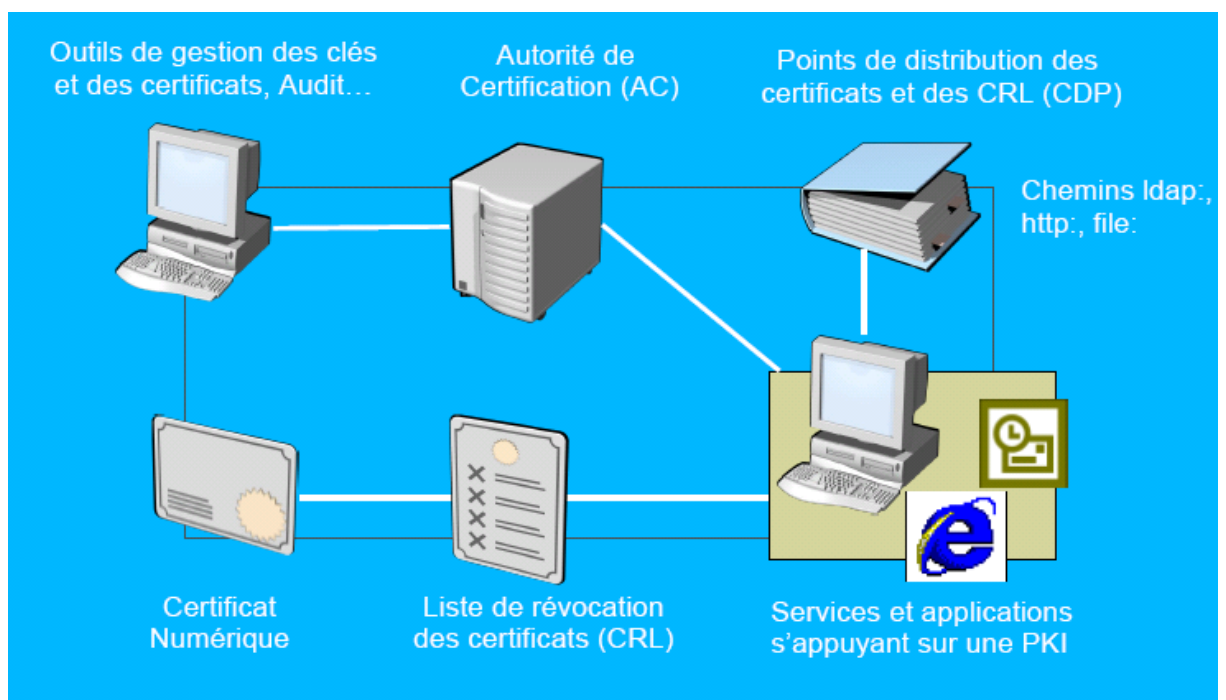 Outils de gestion des clés
et des certificats, Audit…
Autorité de
Certification (AC)
Points de distribution des
certificats et des CRL (CDP)
Chemins ldap:,
http:, file:
Certificat
Numérique
Liste de révocation
des certificats (CRL)
Services et applications
s'appuyant sur une PKI